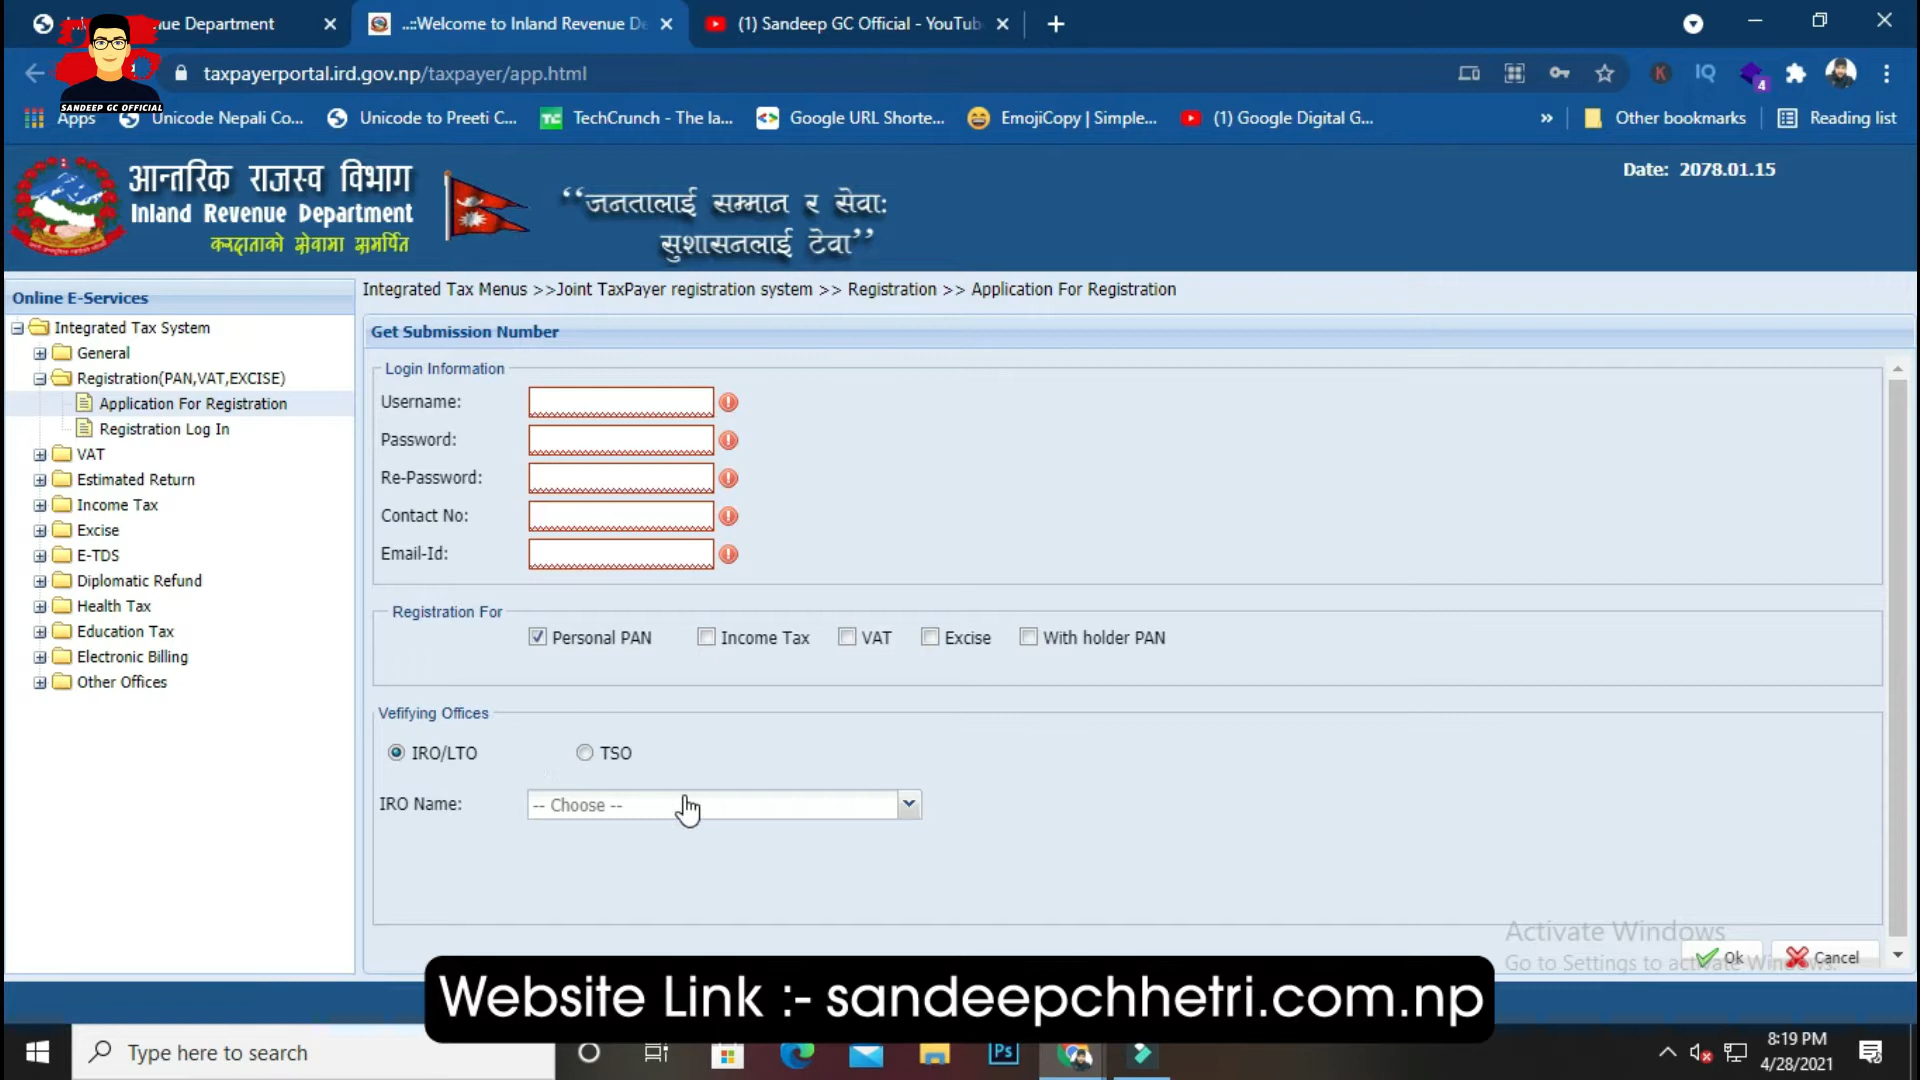 nue Department
..::Welcome to Inland Revenue De
(1) Sandeep GC Official - YouTub
taxpayerportal.ird.gov.np/taxpayer/app.html
IQ
4
SANDEEP GC OFFICIAL
Apps
Unicode Nepali Co...
Unicode to Preeti C...
TechCrunch - The la...
Google URL Shorte...
EmojiCopy | Simple...
(1) Google Digital G...
»
Other bookmarks
Reading list
आन्तरिक राजस्व विभाग
Inland Revenue Department
करदाताको सेवामा समर्पित
“जनतालाई सम्मान र सेवा:
सुशासनलाई टेवा”
Date: 2078.01.15
Online E-Services
Integrated Tax System
General
Registration(PAN,VAT,EXCISE)
Application For Registration
Registration Log In
VAT
Estimated Return
Income Tax
Excise
E-TDS
Diplomatic Refund
Health Tax
Education Tax
Electronic Billing
Other Offices
Integrated Tax Menus >>Joint TaxPayer registration system >> Registration >> Application For Registration
Get Submission Number
Login Information
Username:
Password:
Re-Password:
Contact No:
Email-Id:
Registration For
Personal PAN
Income Tax
VAT
Excise
With holder PAN
Vefifying Offices
IRO/LTO
TSO
IRO Name:
-- Choose --
Activate Windows
Go to Settings to activate Windows.
Ok
Cancel
Website Link :- sandeepchhetri.com.np
Type here to search
Ps
8:19 PM
4/28/2021